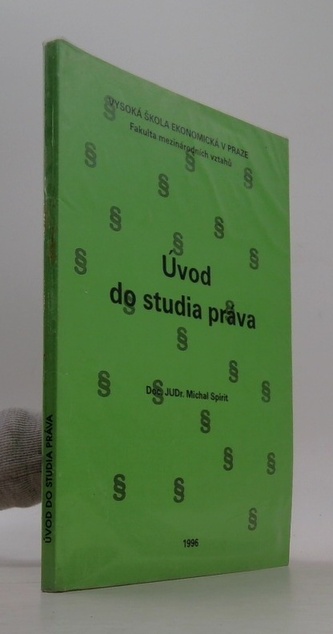 VYSOKÁ ŠKOLA EKONOMICKÁ V PRAZE
Fakulta mezinárodních vztahů
Úvod
do studia práva
Doc. JUDr. Michal Spirit
1996
ÚVOD DO STUDIA PRÁVA